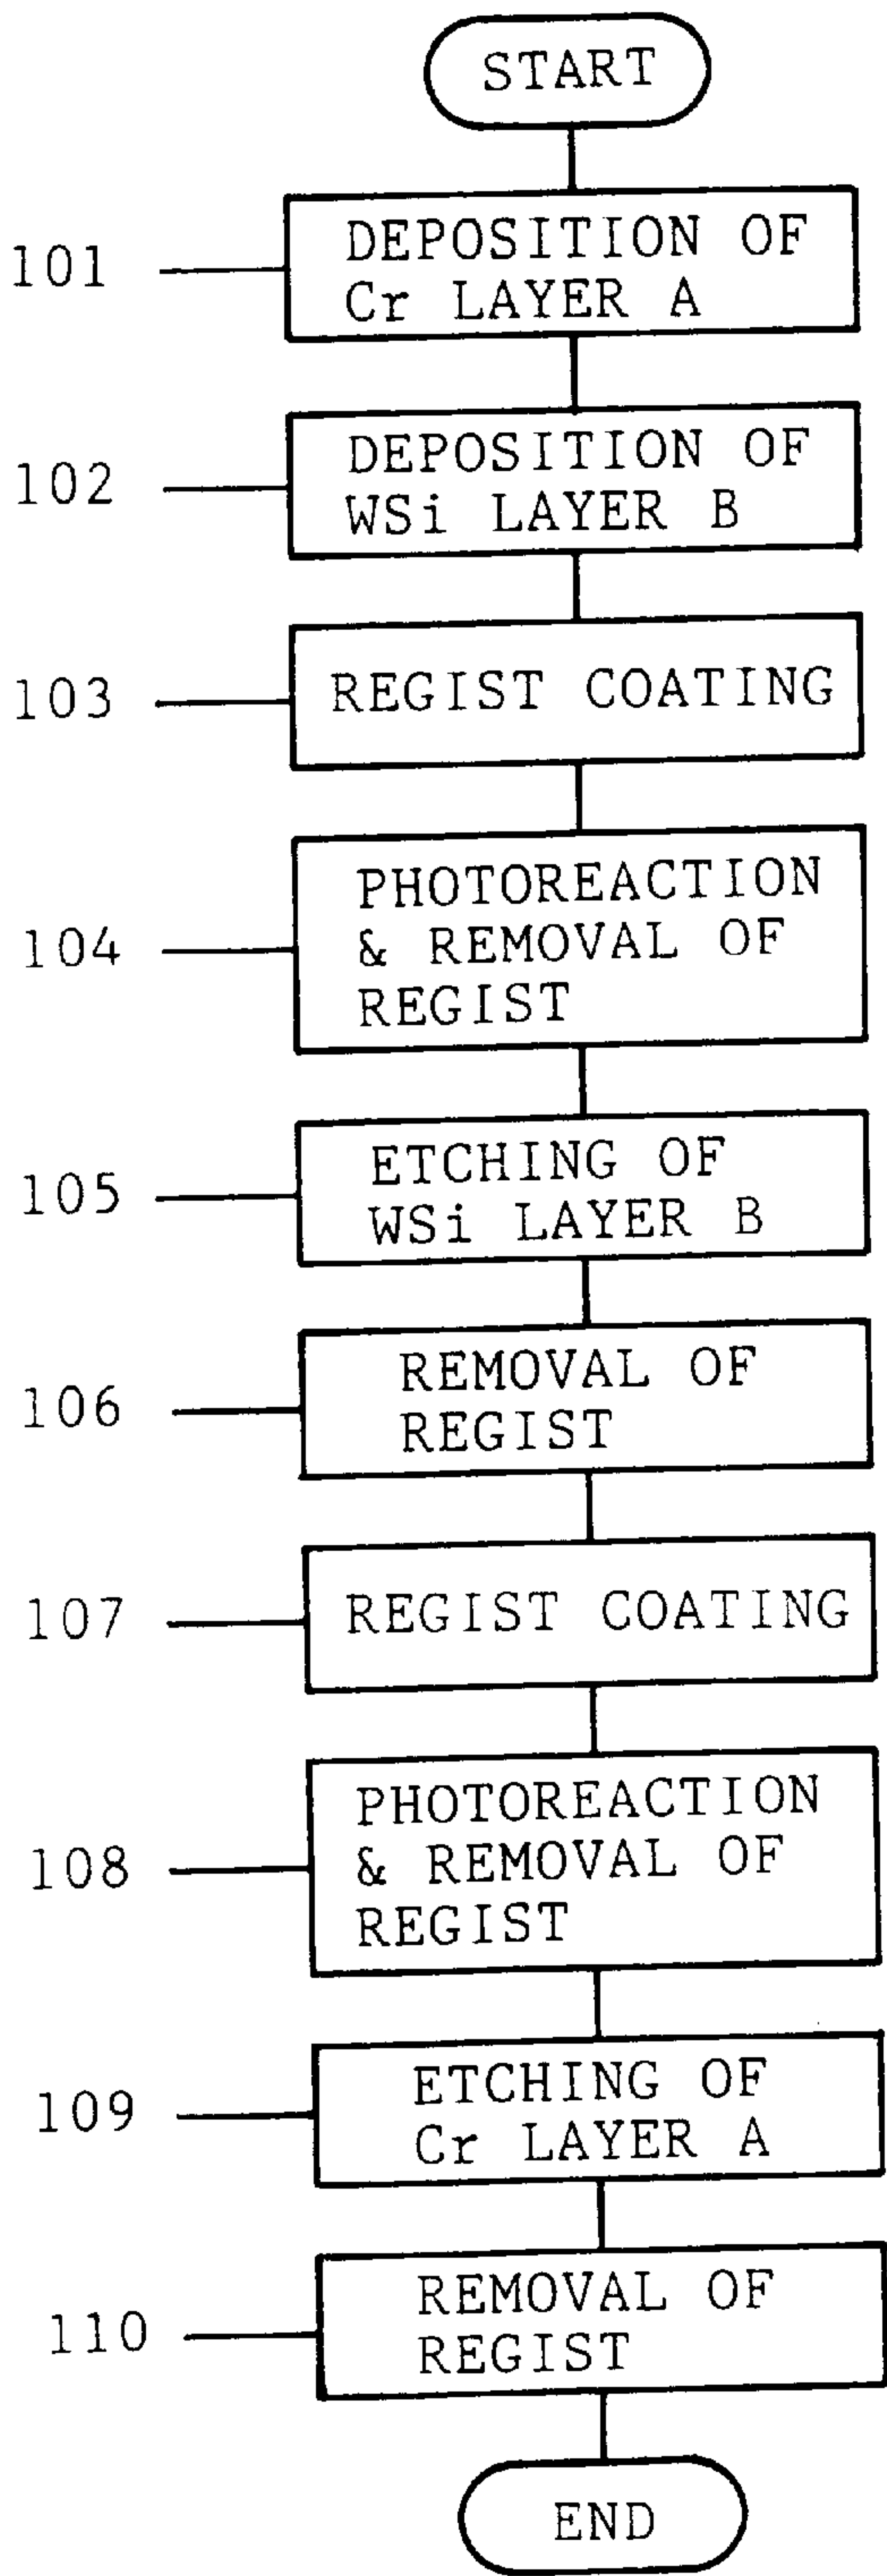 START
101
DEPOSITION OF
Cr LAYER A
102
DEPOSITION OF
WSi LAYER B
103
REGIST COATING
104
PHOTOREACTION
& REMOVAL OF
REGIST
105
ETCHING OF
WSi LAYER B
106
REMOVAL OF
REGIST
107
REGIST COATING
108
PHOTOREACTION
& REMOVAL OF
REGIST
109
ETCHING OF
Cr LAYER A
110
REMOVAL OF
REGIST
END